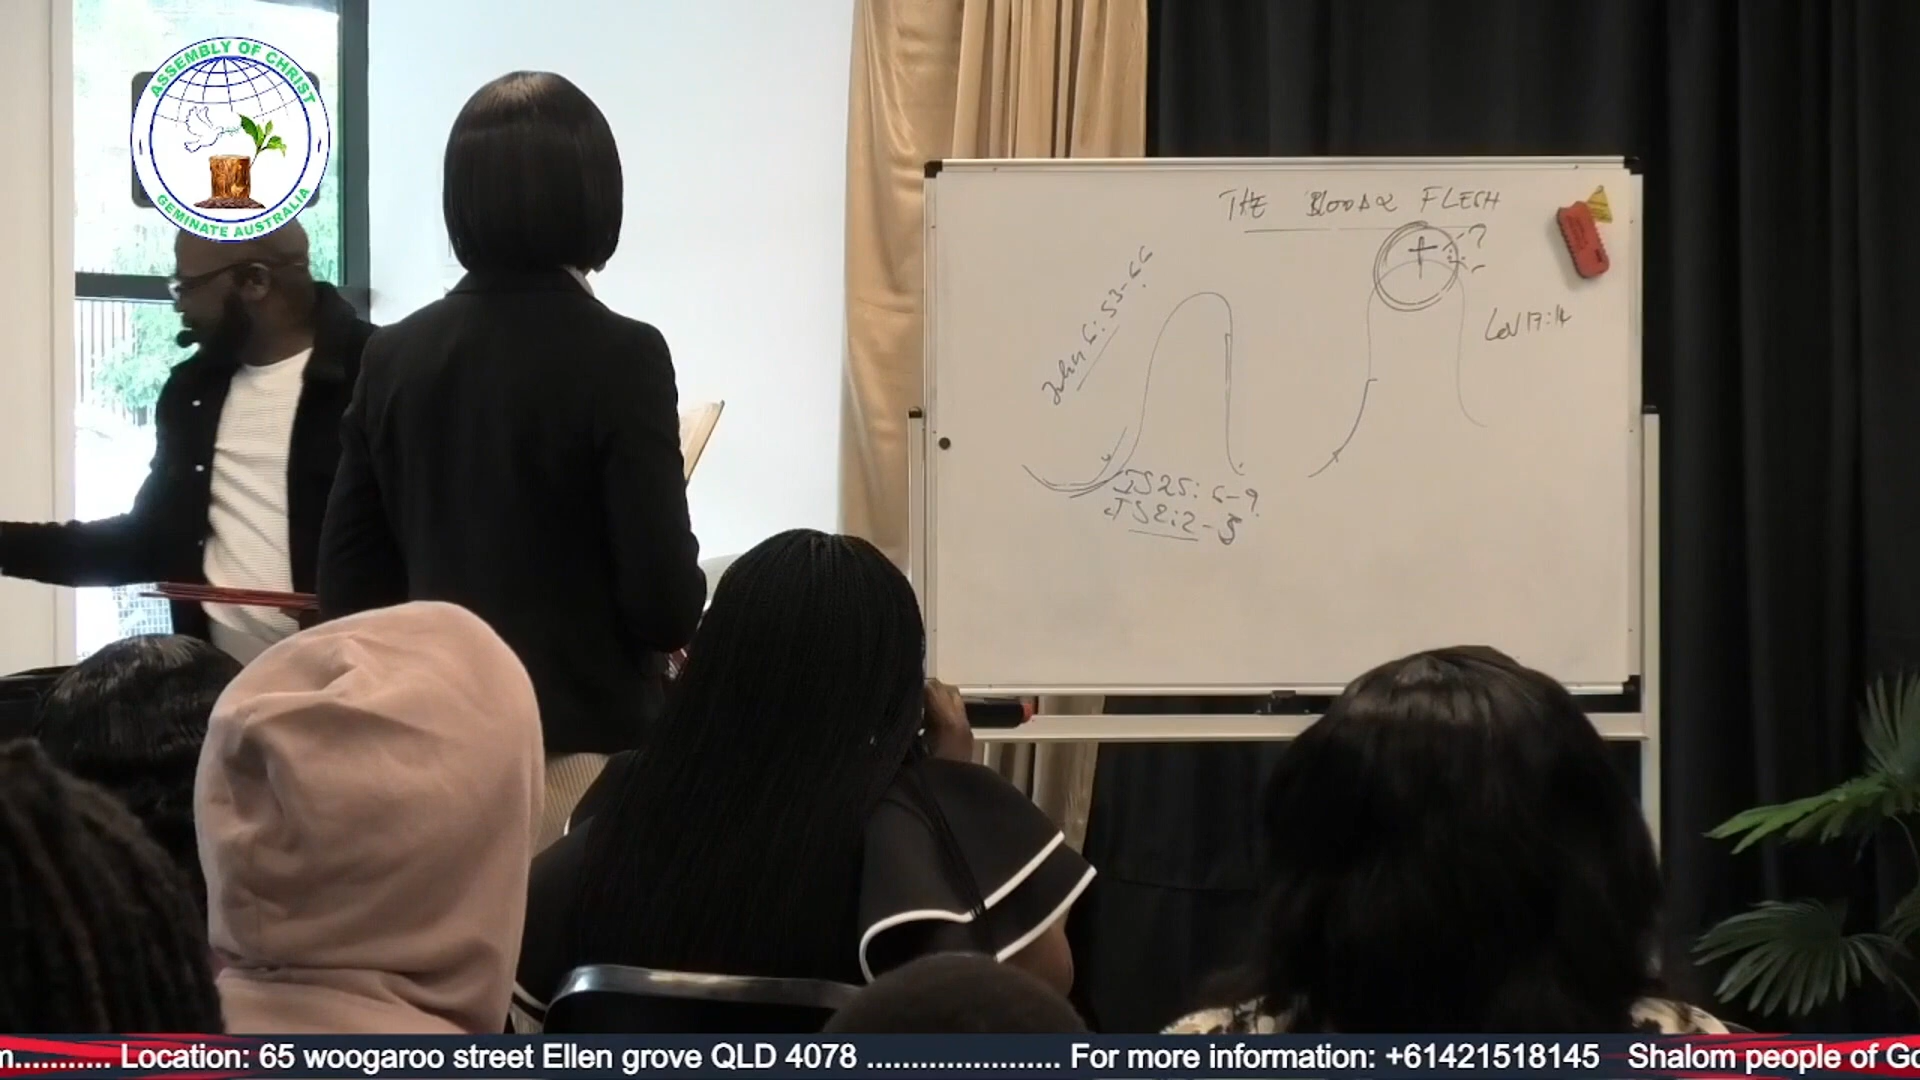 ASSEMBLY OF CHRIST
GEMINATE AUSTRALIA
THE BLOOD & FLESH
John 6:53-66
?
Lev 17:14
IS 25:6-9
IS 2:2-3
m............ Location: 65 woogaroo street Ellen grove QLD 4078 ...................... For more information: +61421518145 Shalom people of Go